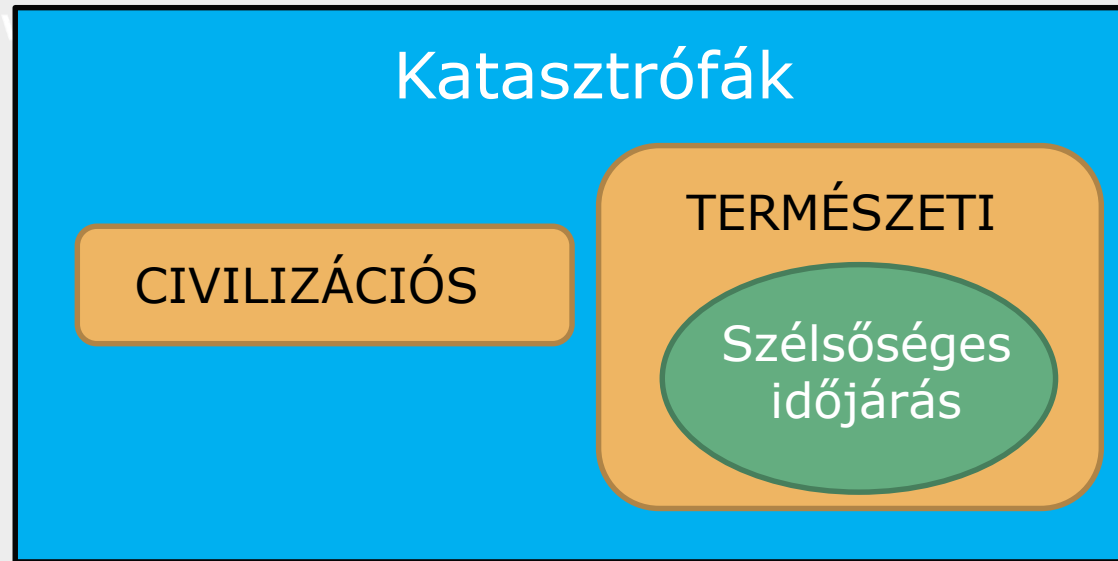 Katasztrófák
CIVILIZÁCIÓS
TERMÉSZETI
Szélsőséges
időjárás